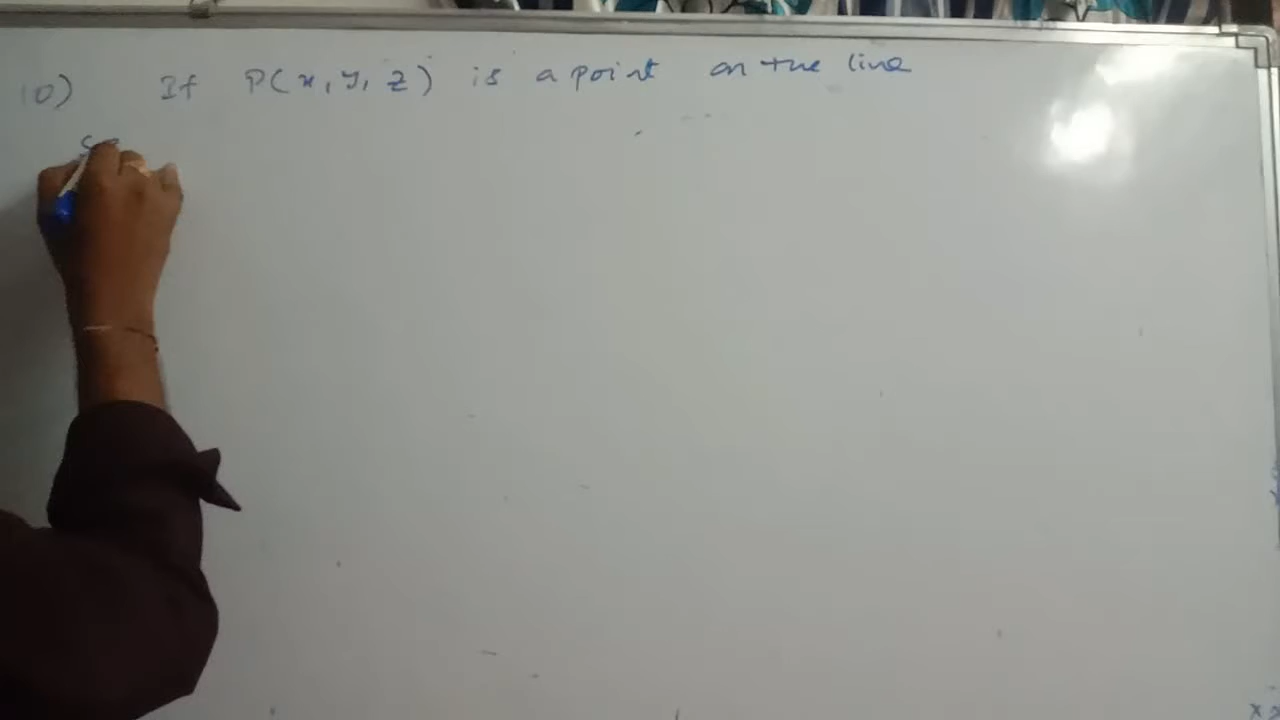 10) If P(x, y, z) is a point on the line